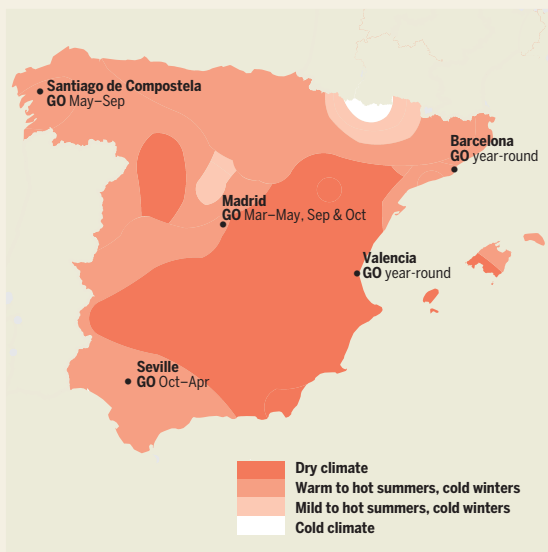 Santiago de Compostela
GO May–Sep
Barcelona
GO year-round
Madrid
GO Mar–May, Sep & Oct
Valencia
GO year-round
Seville
GO Oct–Apr
Dry climate
Warm to hot summers, cold winters
Mild to hot summers, cold winters
Cold climate